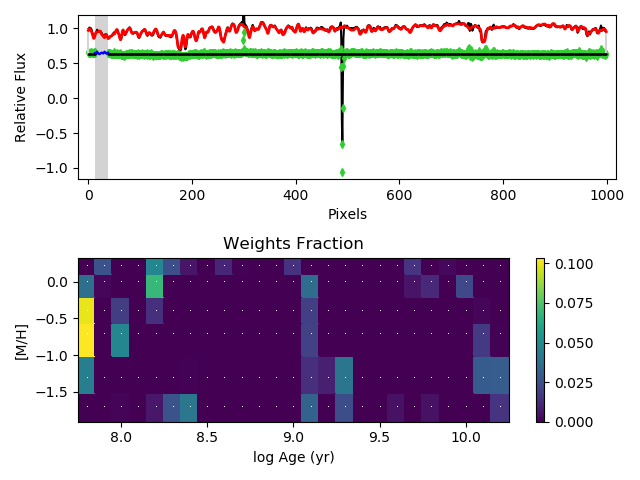 1.0
0.5
0.0
−0.5
−1.0
Relative Flux
0 200 400 600 800 1000
Pixels
Weights Fraction
0.0
−0.5
−1.0
−1.5
[M/H]
8.0 8.5 9.0 9.5 10.0
log Age (yr)
0.100
0.075
0.050
0.025
0.000